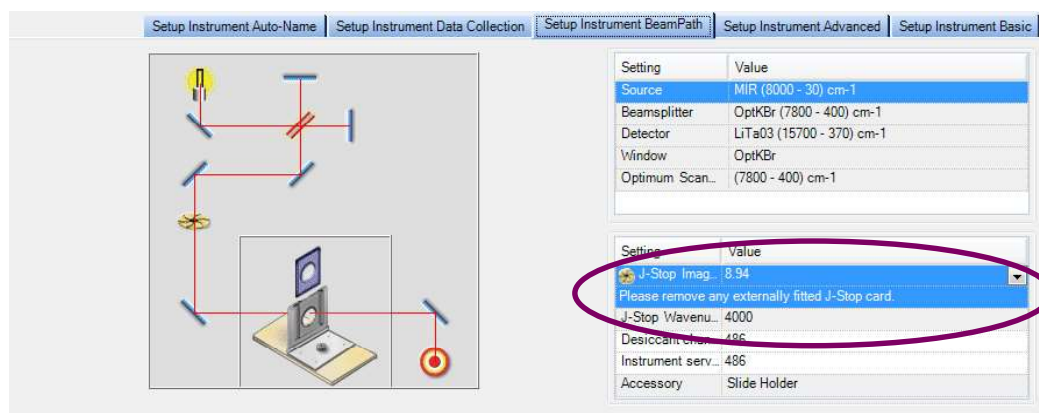 Setup Instrument Auto-Name Setup Instrument Data Collection Setup Instrument BeamPath Setup Instrument Advanced Setup Instrument Basic
Setting Value
Source MIR (8000 - 30) cm-1
Beamsplitter OptKBr (7800 - 400) cm-1
Detector LiTa03 (15700 - 370) cm-1
Window OptKBr
Optimum Scan... (7800 - 400) cm-1
Setting Value
J-Stop Imag... 8.94
Please remove any externally fitted J-Stop card.
J-Stop Wavenu... 4000
Desiccant chan... 486
Instrument serv... 486
Accessory Slide Holder